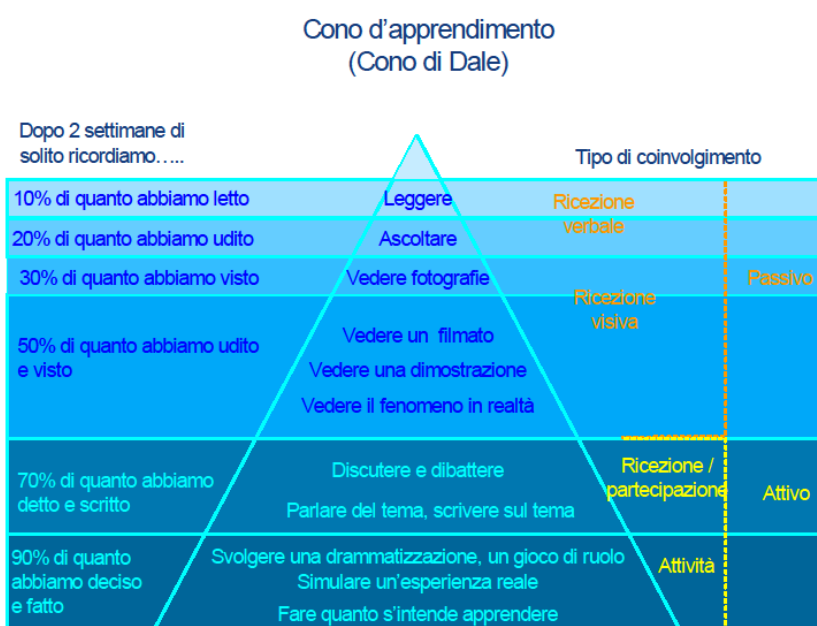 Cono d'apprendimento
(Cono di Dale)
Dopo 2 settimane di
solito ricordiamo…..
Tipo di coinvolgimento
10% di quanto abbiamo letto
Leggere
Ricezione
verbale
20% di quanto abbiamo udito
Ascoltare
30% di quanto abbiamo visto
Vedere fotografie
Passivo
Ricezione
visiva
50% di quanto abbiamo udito
e visto
Vedere un filmato
Vedere una dimostrazione
Vedere il fenomeno in realtà
70% di quanto abbiamo
detto e scritto
Discutere e dibattere
Parlare del tema, scrivere sul tema
Ricezione /
partecipazione
Attivo
90% di quanto
abbiamo deciso
e fatto
Svolgere una drammatizzazione, un gioco di ruolo
Simulare un'esperienza reale
Fare quanto s'intende apprendere
Attività